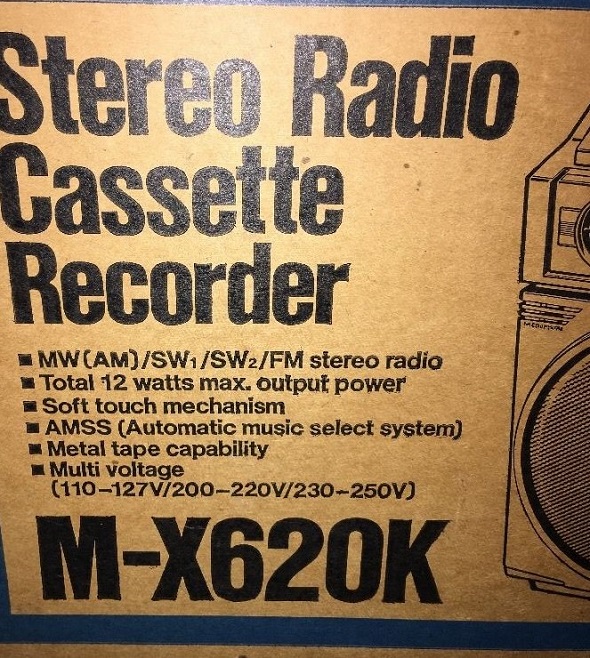 Stereo Radio
Cassette
Recorder
■ MW(AM)/SW₁/SW₂/FM stereo radio
■ Total 12 watts max. output power
■ Soft touch mechanism
■ AMSS (Automatic music select system)
■ Metal tape capability
■ Multi voltage
(110–127V/200–220V/230–250V)
M-X620K